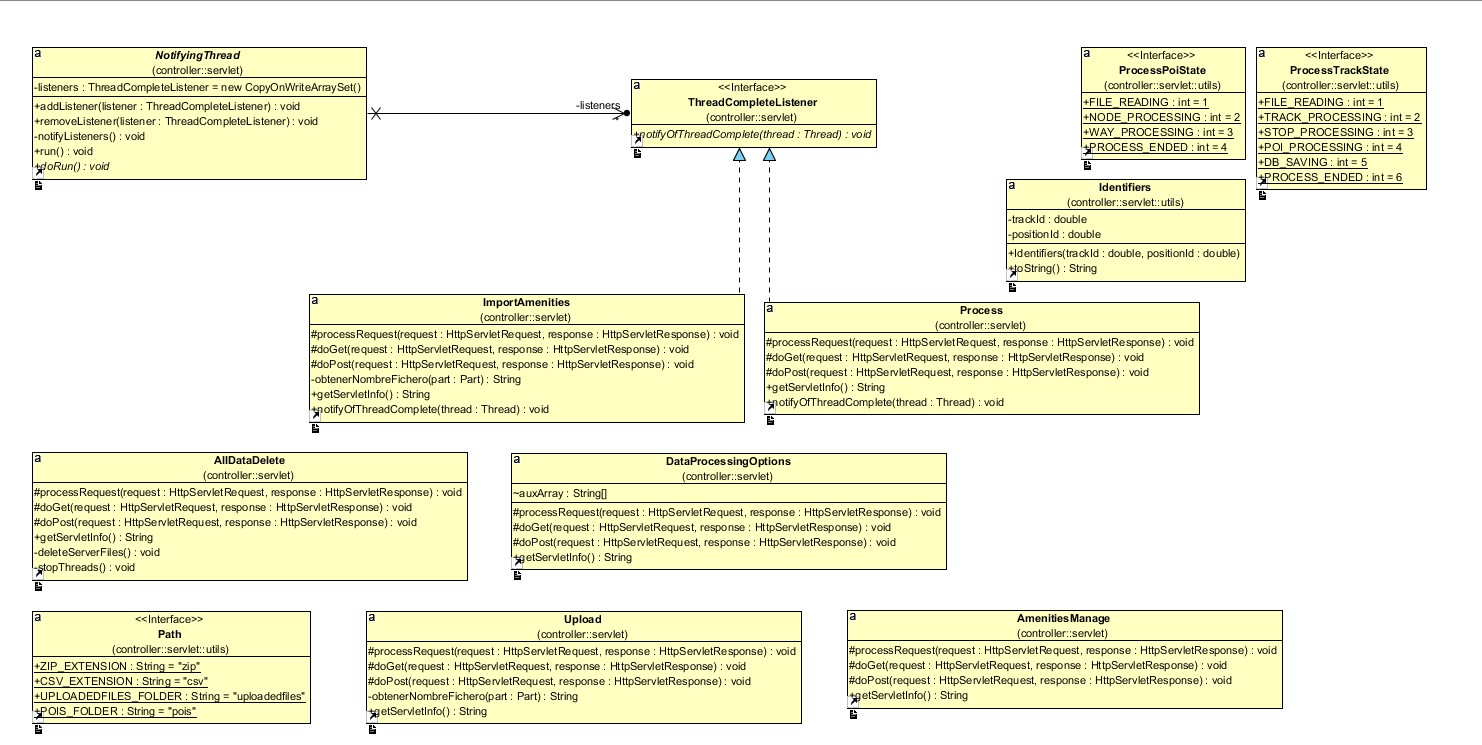 a
NotifyingThread
(controller::servlet)
-listeners : ThreadCompleteListener = new CopyOnWriteArraySet()
+addListener(listener : ThreadCompleteListener) : void
+removeListener(listener : ThreadCompleteListener) : void
-notifyListeners() : void
+run() : void
+doRun() : void
-listeners
a
<<Interface>>
ThreadCompleteListener
(controller::servlet)
+notifyOfThreadComplete(thread : Thread) : void
a
<<Interface>>
ProcessPoiState
(controller::servlet::utils)
+FILE_READING : int = 1
+NODE_PROCESSING : int = 2
+WAY_PROCESSING : int = 3
+PROCESS_ENDED : int = 4
a
<<Interface>>
ProcessTrackState
(controller::servlet::utils)
+FILE_READING : int = 1
+TRACK_PROCESSING : int = 2
+STOP_PROCESSING : int = 3
+POI_PROCESSING : int = 4
+DB_SAVING : int = 5
+PROCESS_ENDED : int = 6
a
Identifiers
(controller::servlet::utils)
-trackId : double
-positionId : double
+Identifiers(trackId : double, positionId : double)
+toString() : String
a
ImportAmenities
(controller::servlet)
#processRequest(request : HttpServletRequest, response : HttpServletResponse) : void
#doGet(request : HttpServletRequest, response : HttpServletResponse) : void
#doPost(request : HttpServletRequest, response : HttpServletResponse) : void
-obtenerNombreFichero(part : Part) : String
+getServletInfo() : String
+notifyOfThreadComplete(thread : Thread) : void
a
Process
(controller::servlet)
#processRequest(request : HttpServletRequest, response : HttpServletResponse) : void
#doGet(request : HttpServletRequest, response : HttpServletResponse) : void
#doPost(request : HttpServletRequest, response : HttpServletResponse) : void
+getServletInfo() : String
+notifyOfThreadComplete(thread : Thread) : void
a
AllDataDelete
(controller::servlet)
#processRequest(request : HttpServletRequest, response : HttpServletResponse) : void
#doGet(request : HttpServletRequest, response : HttpServletResponse) : void
#doPost(request : HttpServletRequest, response : HttpServletResponse) : void
+getServletInfo() : String
-deleteServerFiles() : void
-stopThreads() : void
a
DataProcessingOptions
(controller::servlet)
~auxArray : String[]
#processRequest(request : HttpServletRequest, response : HttpServletResponse) : void
#doGet(request : HttpServletRequest, response : HttpServletResponse) : void
#doPost(request : HttpServletRequest, response : HttpServletResponse) : void
+getServletInfo() : String
a
<<Interface>>
Path
(controller::servlet::utils)
+ZIP_EXTENSION : String = "zip"
+CSV_EXTENSION : String = "csv"
+UPLOADEDFILES_FOLDER : String = "uploadedfiles"
+POIS_FOLDER : String = "pois"
a
Upload
(controller::servlet)
#processRequest(request : HttpServletRequest, response : HttpServletResponse) : void
#doGet(request : HttpServletRequest, response : HttpServletResponse) : void
#doPost(request : HttpServletRequest, response : HttpServletResponse) : void
-obtenerNombreFichero(part : Part) : String
+getServletInfo() : String
a
AmenitiesManage
(controller::servlet)
#processRequest(request : HttpServletRequest, response : HttpServletResponse) : void
#doGet(request : HttpServletRequest, response : HttpServletResponse) : void
#doPost(request : HttpServletRequest, response : HttpServletResponse) : void
+getServletInfo() : String